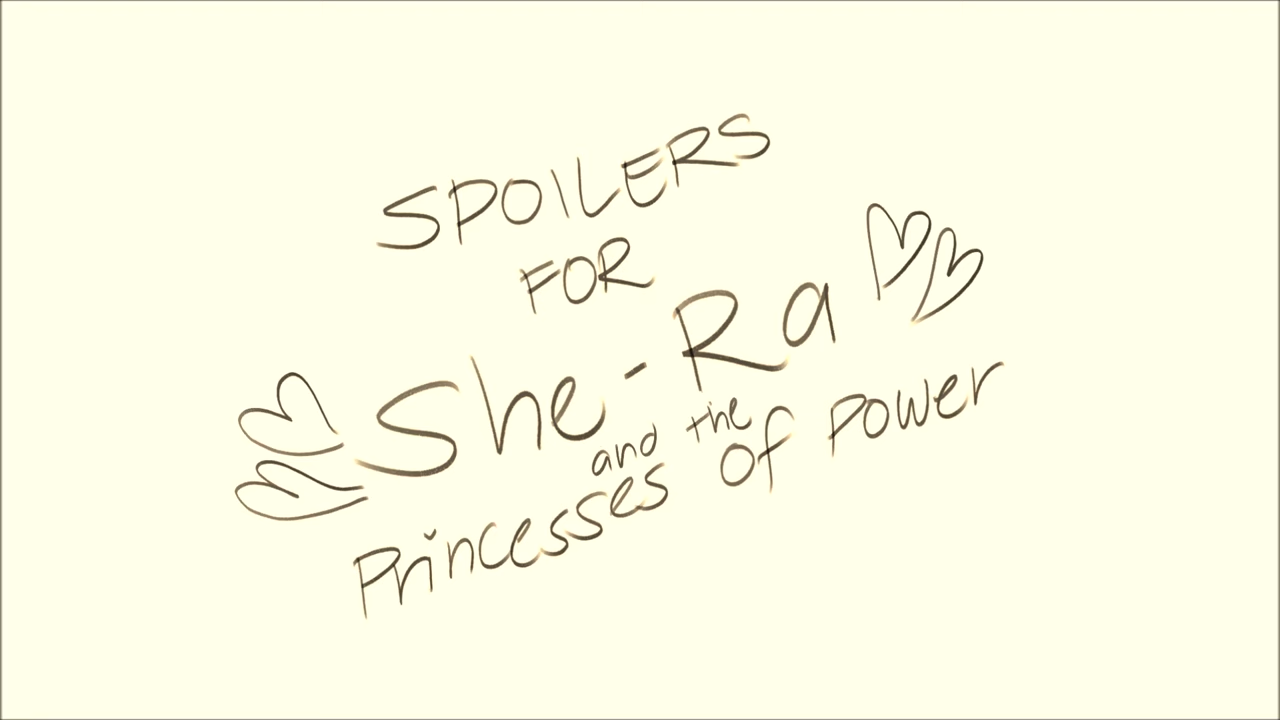 SPOILERS
FOR
She-Ra
and the
Princesses of Power